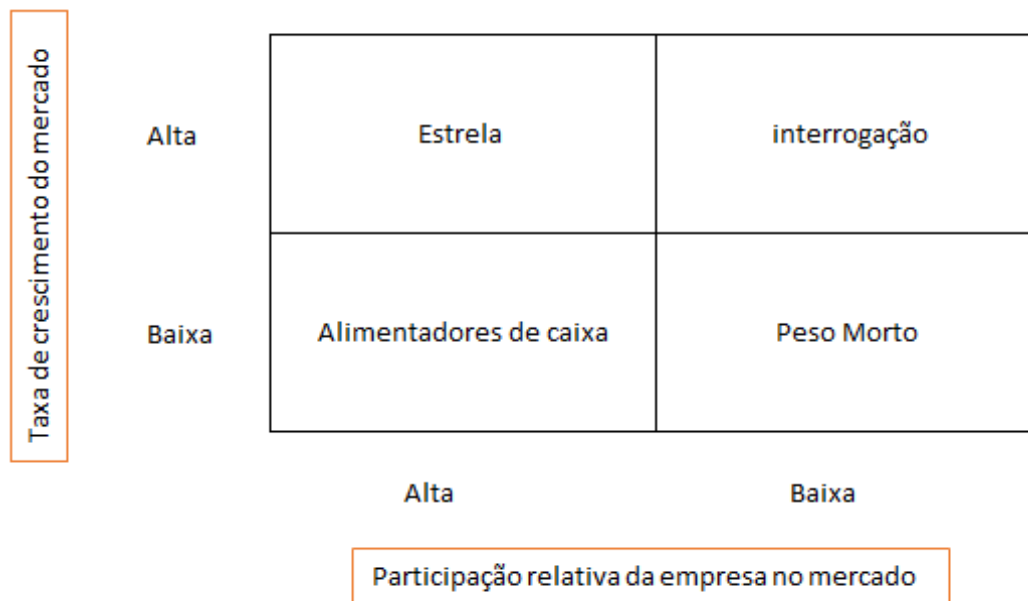 Taxa de crescimento do mercado
Alta
Estrela
interrogação
Baixa
Alimentadores de caixa
Peso Morto
Alta
Baixa
Participação relativa da empresa no mercado